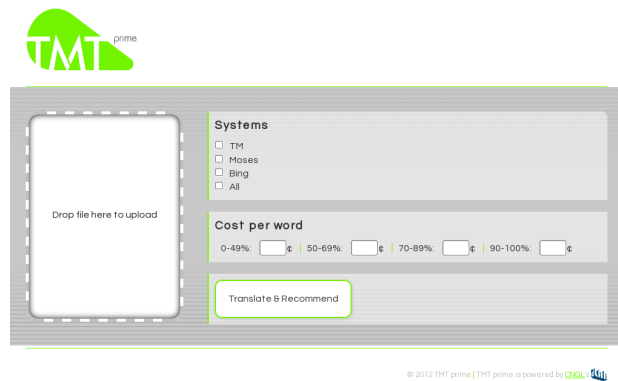 TMT prime
Drop file here to upload
Systems
TM
Moses
Bing
All
Cost per word
0-49%: ¢ 50-69%: ¢ 70-89%: ¢ 90-100%: ¢
Translate & Recommend
© 2012 TMT prime | TMT prime is powered by CNGL's